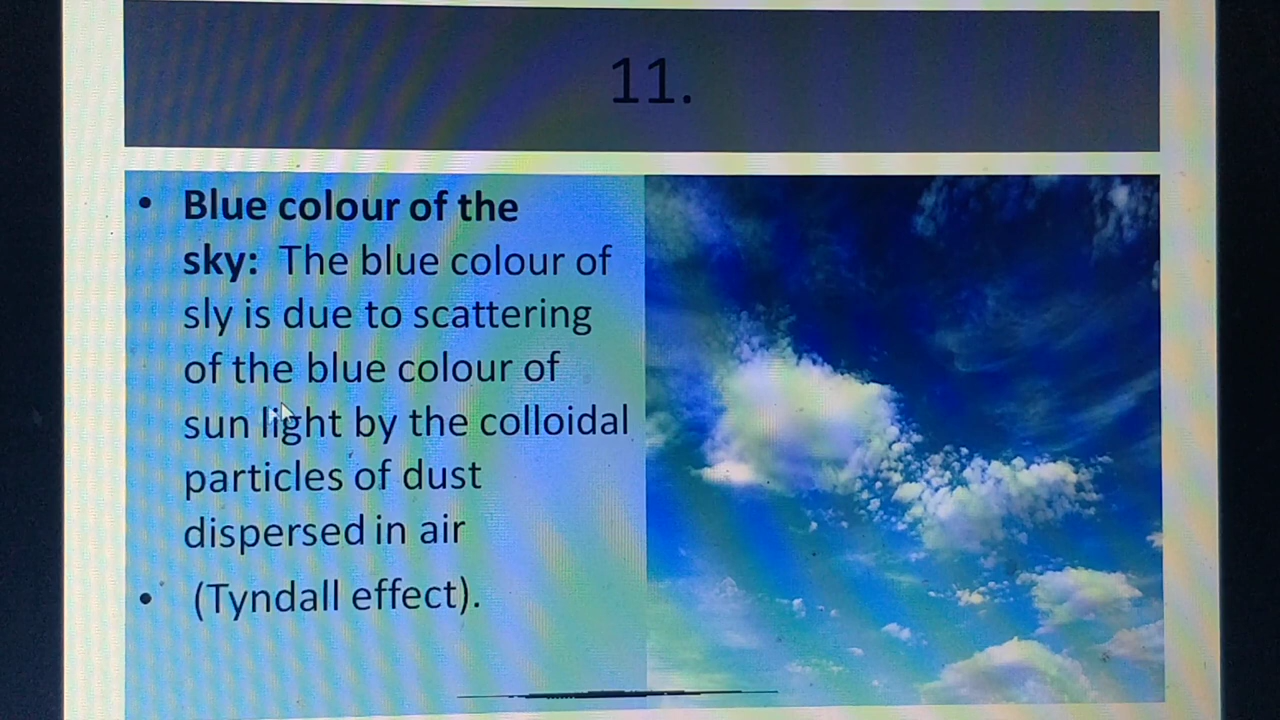 11.
• Blue colour of the
sky: The blue colour of
sly is due to scattering
of the blue colour of
sun light by the colloidal
particles of dust
dispersed in air
• (Tyndall effect).